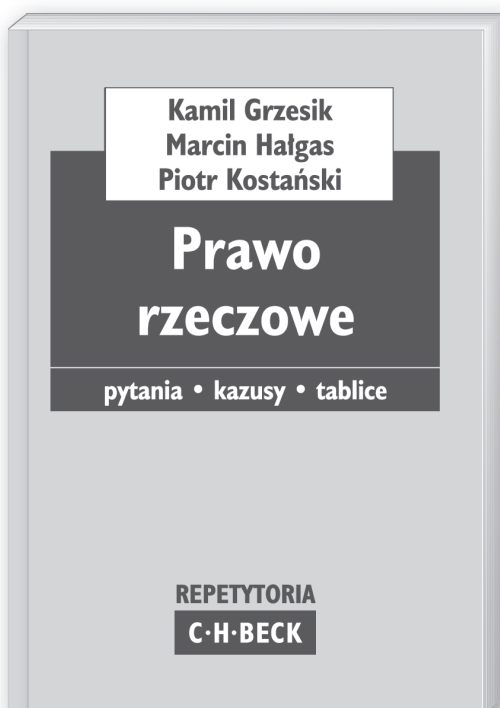 Kamil Grzesik
Marcin Hałgas
Piotr Kostański
Prawo
rzeczowe
pytania • kazusy • tablice
REPETYTORIA
C·H·BECK